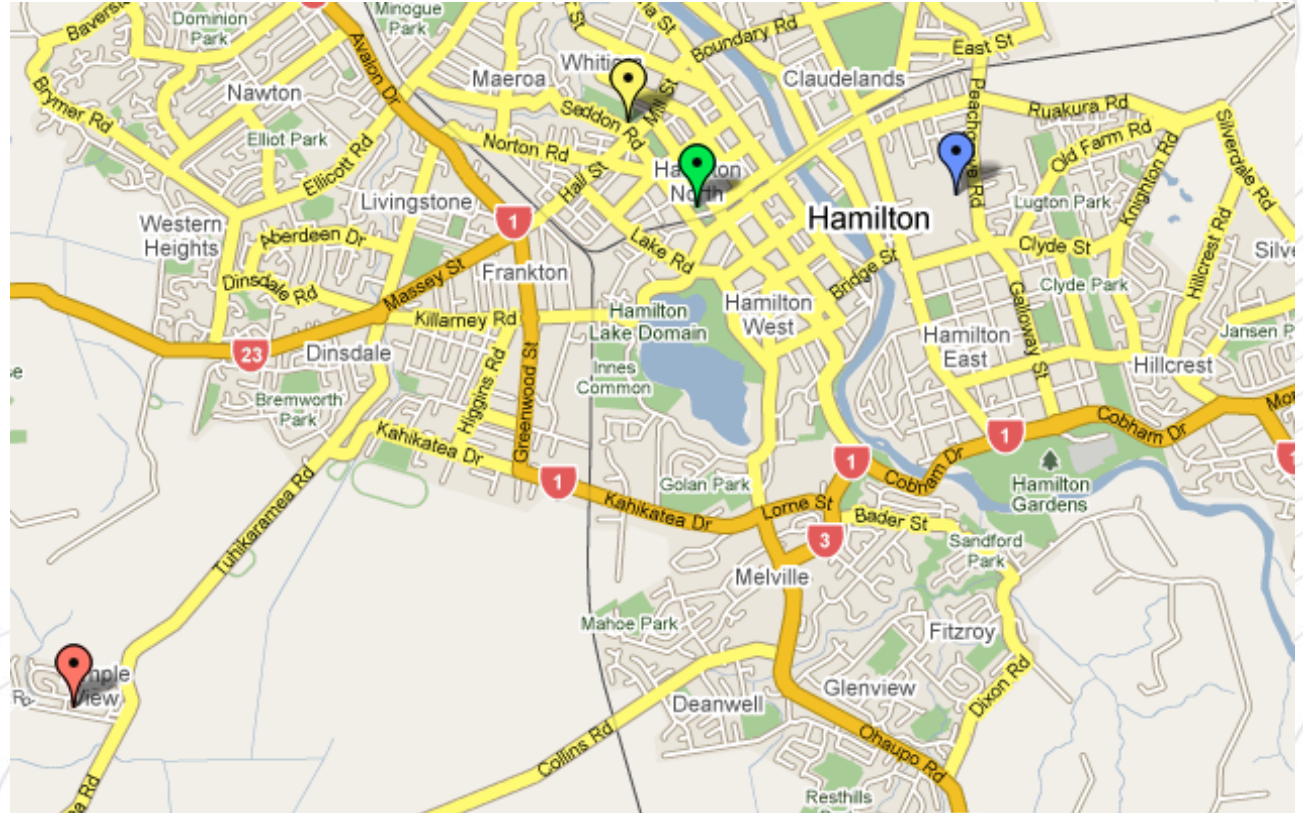 Dominion
Park
Minogue
Park
Boundary Rd
East St
Claudelands
Maeroa
Nawton
Avalon Dr
Brymer Rd
Elliot Park
Ellicott Rd
Seddon Rd
Mill St
Norton Rd
Hall St
Peachgrove Rd
Ruakura Rd
Old Farm Rd
Silverdale Rd
Knighton Rd
Lugton Park
Livingstone
North
Hamilton
Western
Heights
Aberdeen Dr
1
Lake Rd
Clyde St
Hillcrest Rd
Dinsdale Rd
Massey St
Frankton
Bridge St
Galloway St
Clyde Park
Killarney Rd
Hamilton
Lake Domain
Hamilton
West
Hamilton
East
23
Dinsdale
Innes
Common
Hillcrest
Bremworth
Park
Higgins Rd
Greenwood St
Kahikatea Dr
1
Cobham Dr
1
Cobham Dr
1
Golan Park
Hamilton
Gardens
Kahikatea Dr
Lorne St
Bader St
3
Sandford
Park
Tuhikaramea Rd
Melville
Mahoe Park
Fitzroy
View
Deanwell
Glenview
Dixon Rd
Collins Rd
Ohaupo Rd
Resthills